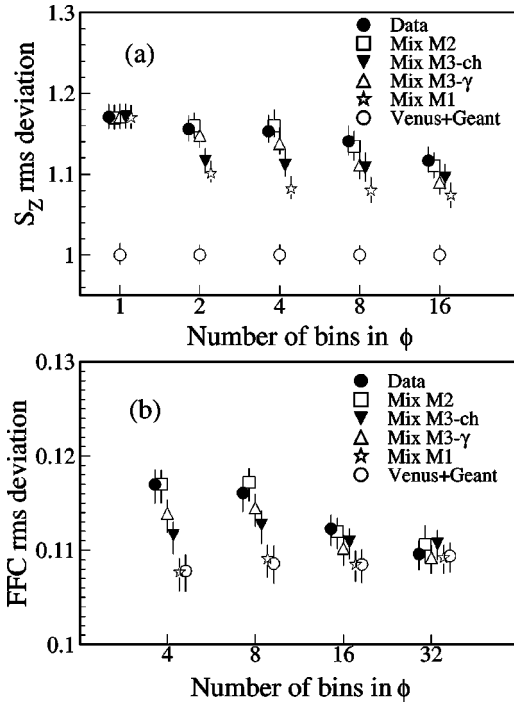 (a)
Data
Mix M2
Mix M3-ch
Mix M3-γ
Mix M1
Venus+Geant
1.3
1.2
1.1
1
S_Z rms deviation
1 2 4 8 16
Number of bins in ϕ
(b)
Data
Mix M2
Mix M3-ch
Mix M3-γ
Mix M1
Venus+Geant
0.13
0.12
0.11
0.1
FFC rms deviation
4 8 16 32
Number of bins in ϕ